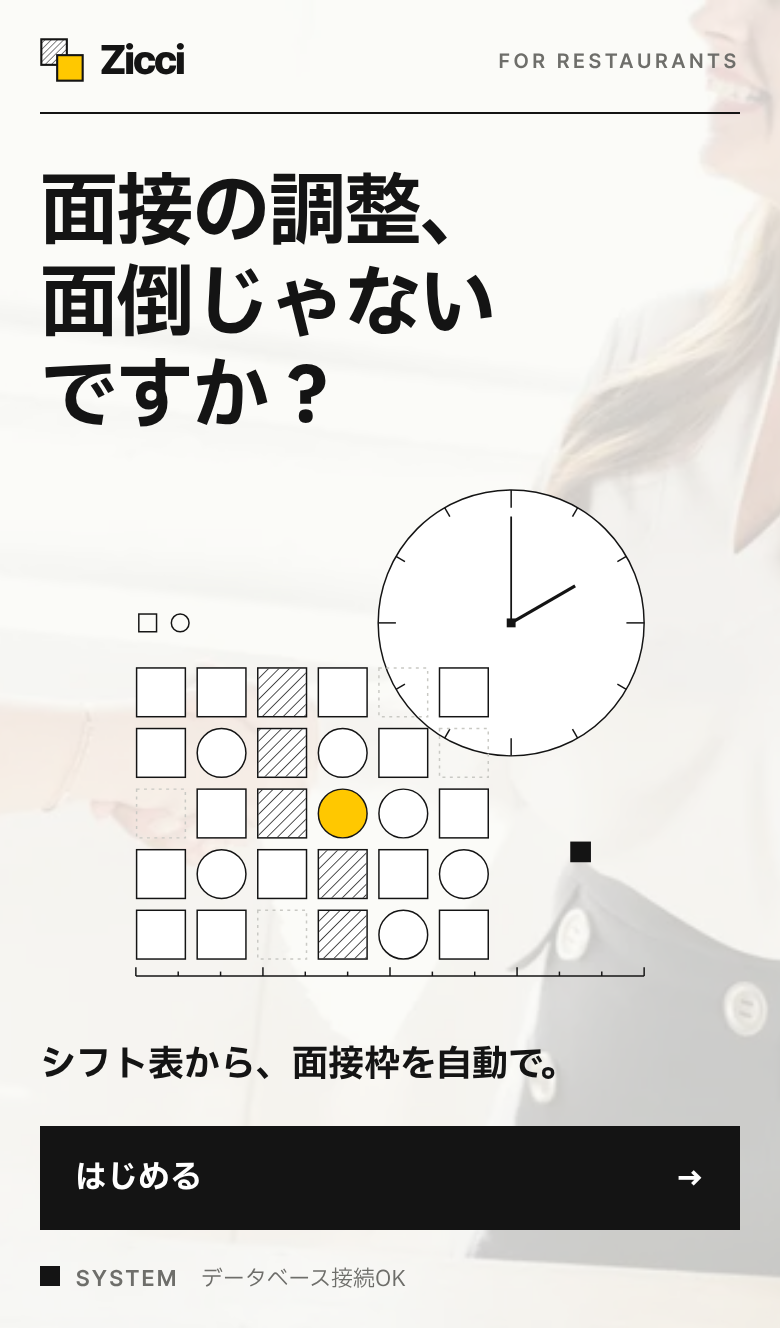 Zicci
FOR RESTAURANTS
面接の調整、
面倒じゃない
ですか？
シフト表から、面接枠を自動で。
はじめる →
SYSTEM データベース接続OK